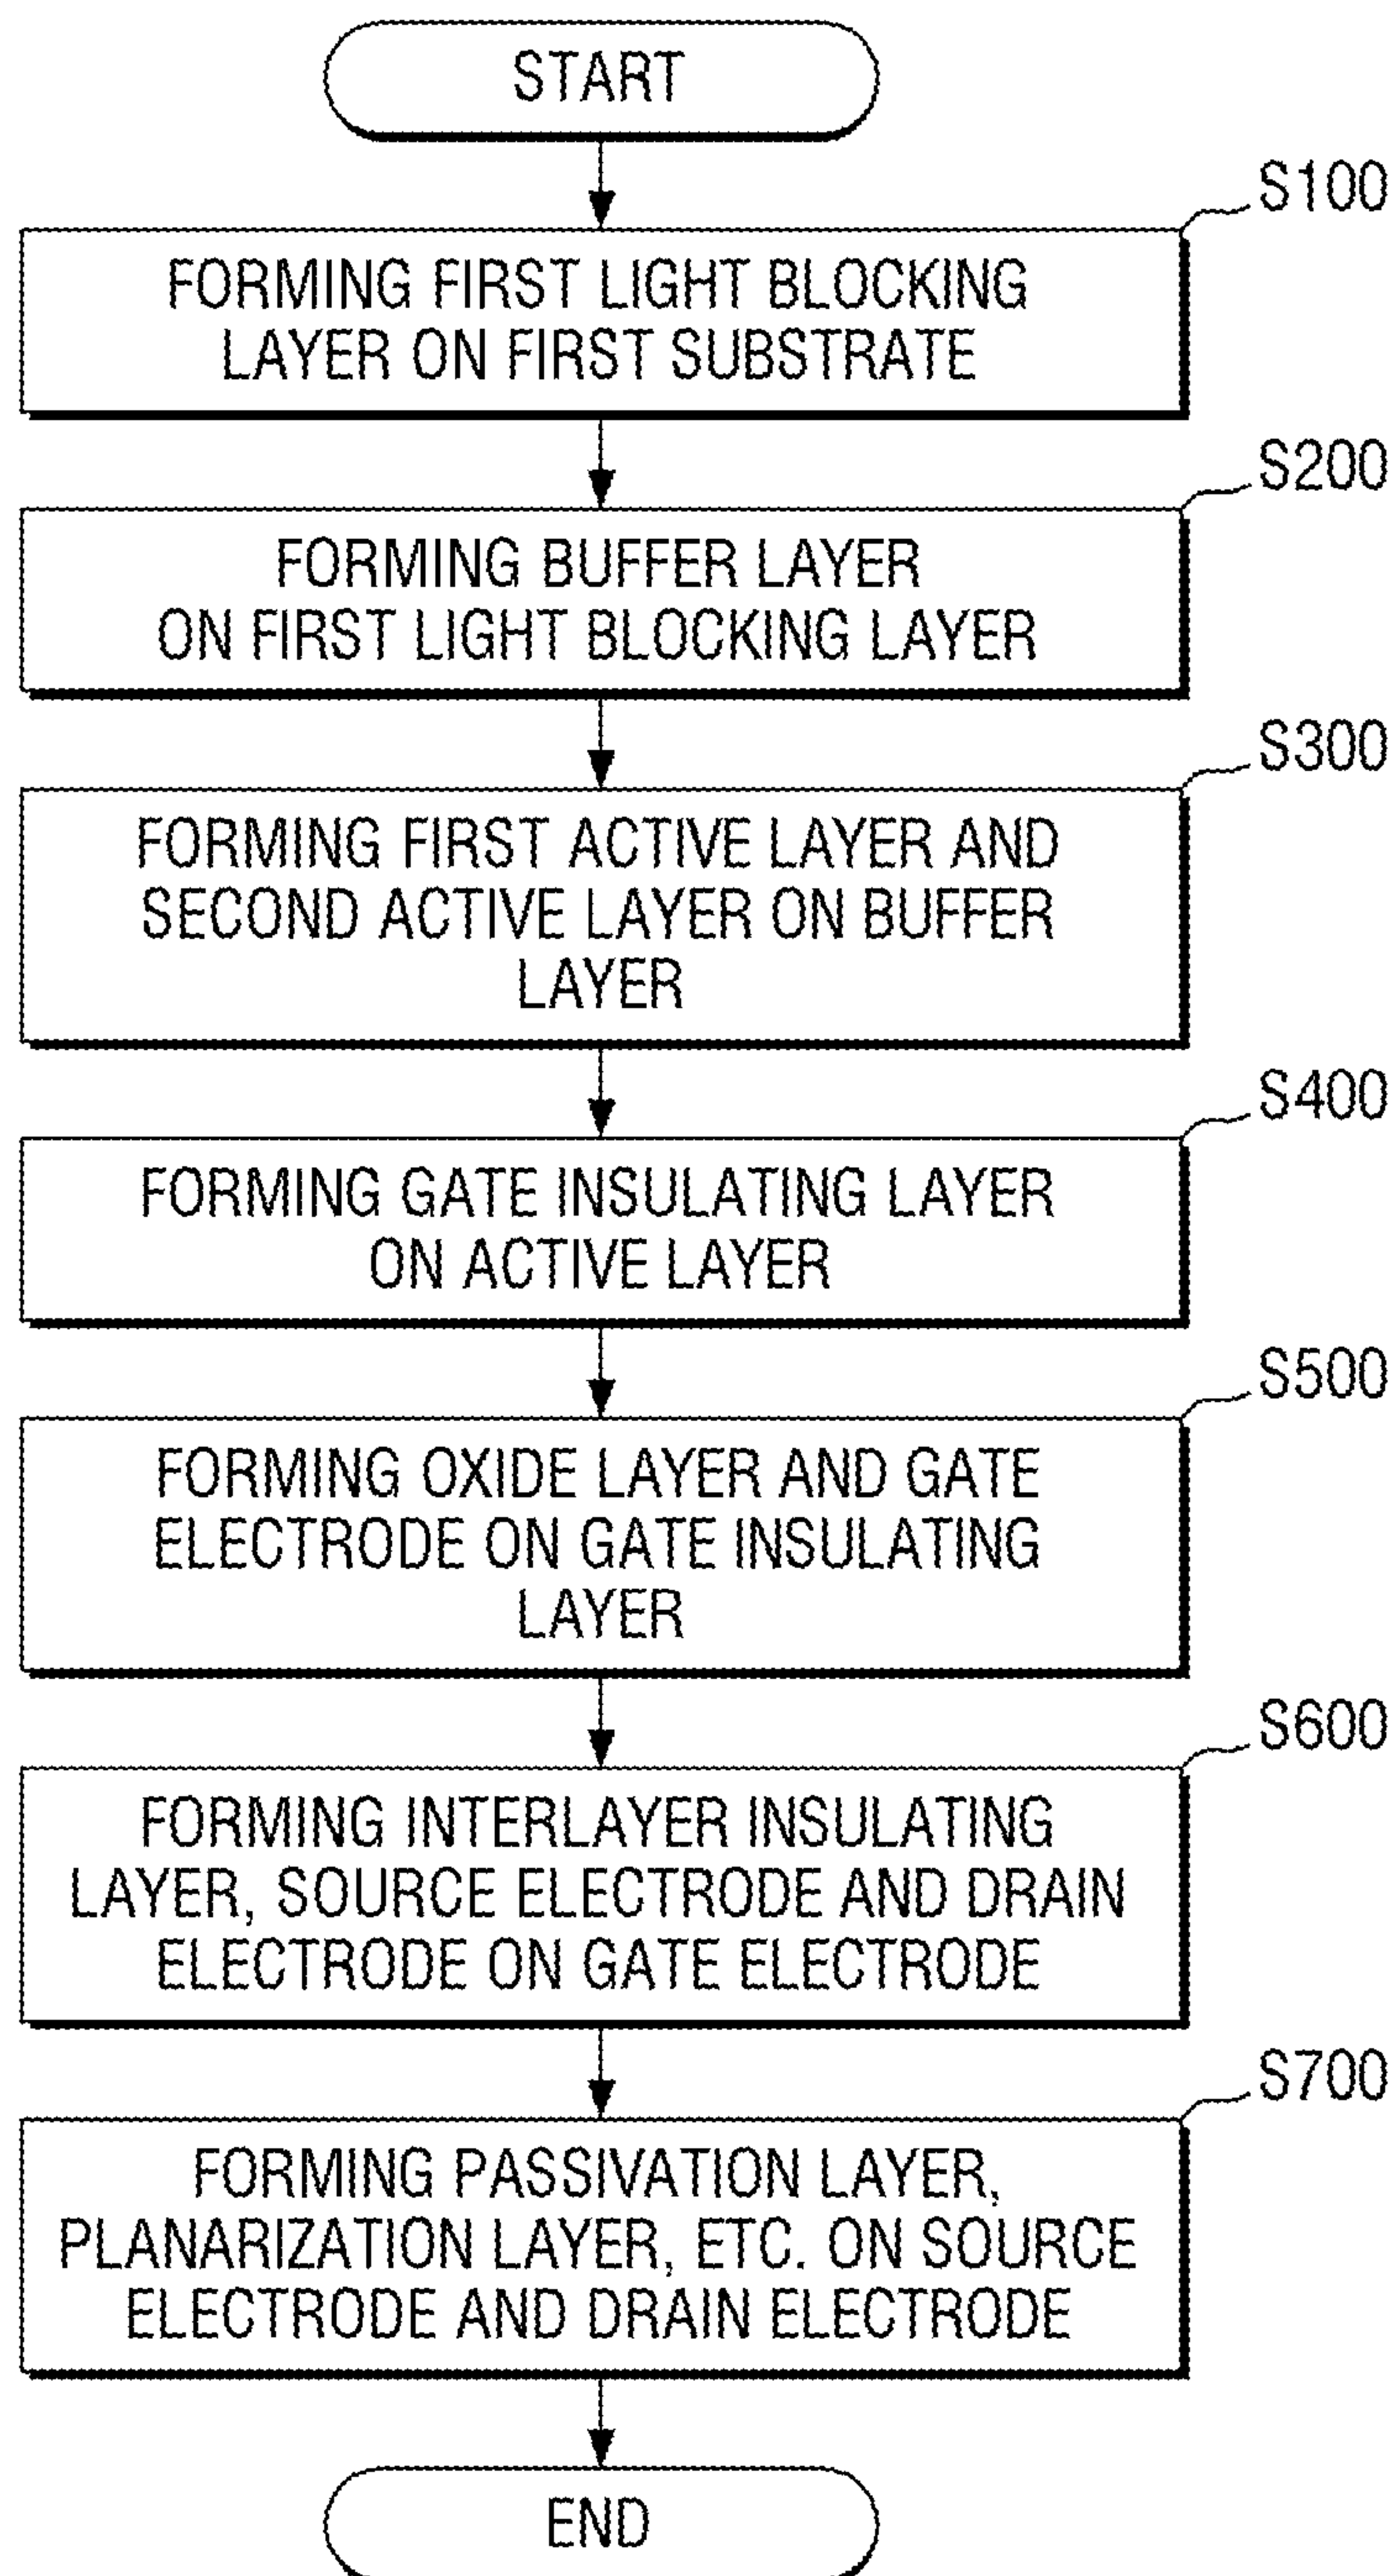 START
S100
FORMING FIRST LIGHT BLOCKING
LAYER ON FIRST SUBSTRATE
S200
FORMING BUFFER LAYER
ON FIRST LIGHT BLOCKING LAYER
S300
FORMING FIRST ACTIVE LAYER AND
SECOND ACTIVE LAYER ON BUFFER
LAYER
S400
FORMING GATE INSULATING LAYER
ON ACTIVE LAYER
S500
FORMING OXIDE LAYER AND GATE
ELECTRODE ON GATE INSULATING
LAYER
S600
FORMING INTERLAYER INSULATING
LAYER, SOURCE ELECTRODE AND DRAIN
ELECTRODE ON GATE ELECTRODE
S700
FORMING PASSIVATION LAYER,
PLANARIZATION LAYER, ETC. ON SOURCE
ELECTRODE AND DRAIN ELECTRODE
END